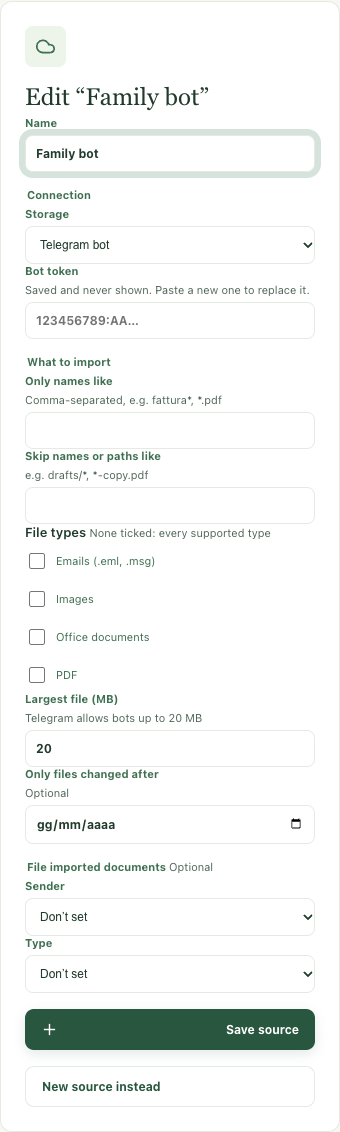 Edit “Family bot”
Name
Family bot
Connection
Storage
Telegram bot
Bot token
Saved and never shown. Paste a new one to replace it.
123456789:AA...
What to import
Only names like
Comma-separated, e.g. fattura*, *.pdf
Skip names or paths like
e.g. drafts/*, *-copy.pdf
File types None ticked: every supported type
Emails (.eml, .msg)
Images
Office documents
PDF
Largest file (MB)
Telegram allows bots up to 20 MB
20
Only files changed after
Optional
gg/mm/aaaa
File imported documents Optional
Sender
Don’t set
Type
Don’t set
Save source
New source instead